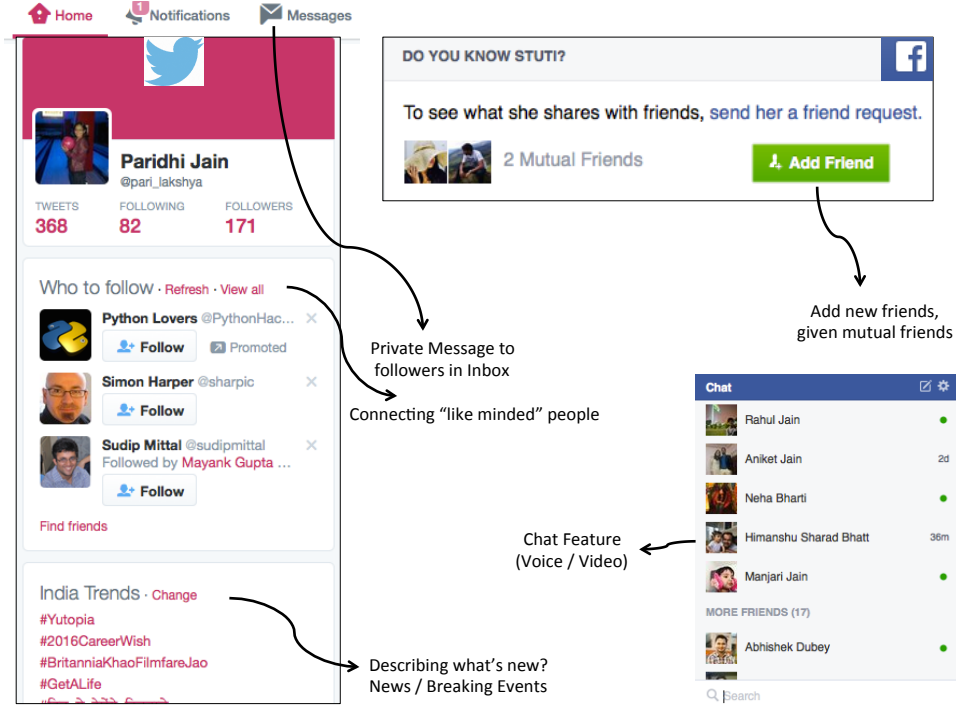 Home
1
Notifications
Messages
Paridhi Jain
@pari_lakshya
TWEETS FOLLOWING FOLLOWERS
368 82 171
Who to follow · Refresh · View all
Python Lovers @PythonHac... ×
Follow Promoted
Simon Harper @sharpic ×
Follow
Sudip Mittal @sudipmittal ×
Followed by Mayank Gupta ...
Follow
Find friends
India Trends · Change
#Yutopia
#2016CareerWish
#BritanniaKhaoFilmfareJao
#GetALife
DO YOU KNOW STUTI?
f
To see what she shares with friends, send her a friend request.
2 Mutual Friends
Add Friend
Add new friends,
given mutual friends
Private Message to
followers in Inbox
Connecting “like minded” people
Chat Feature
(Voice / Video)
Describing what’s new?
News / Breaking Events
Chat
Rahul Jain
Aniket Jain 2d
Neha Bharti
Himanshu Sharad Bhatt 36m
Manjari Jain
MORE FRIENDS (17)
Abhishek Dubey
Search